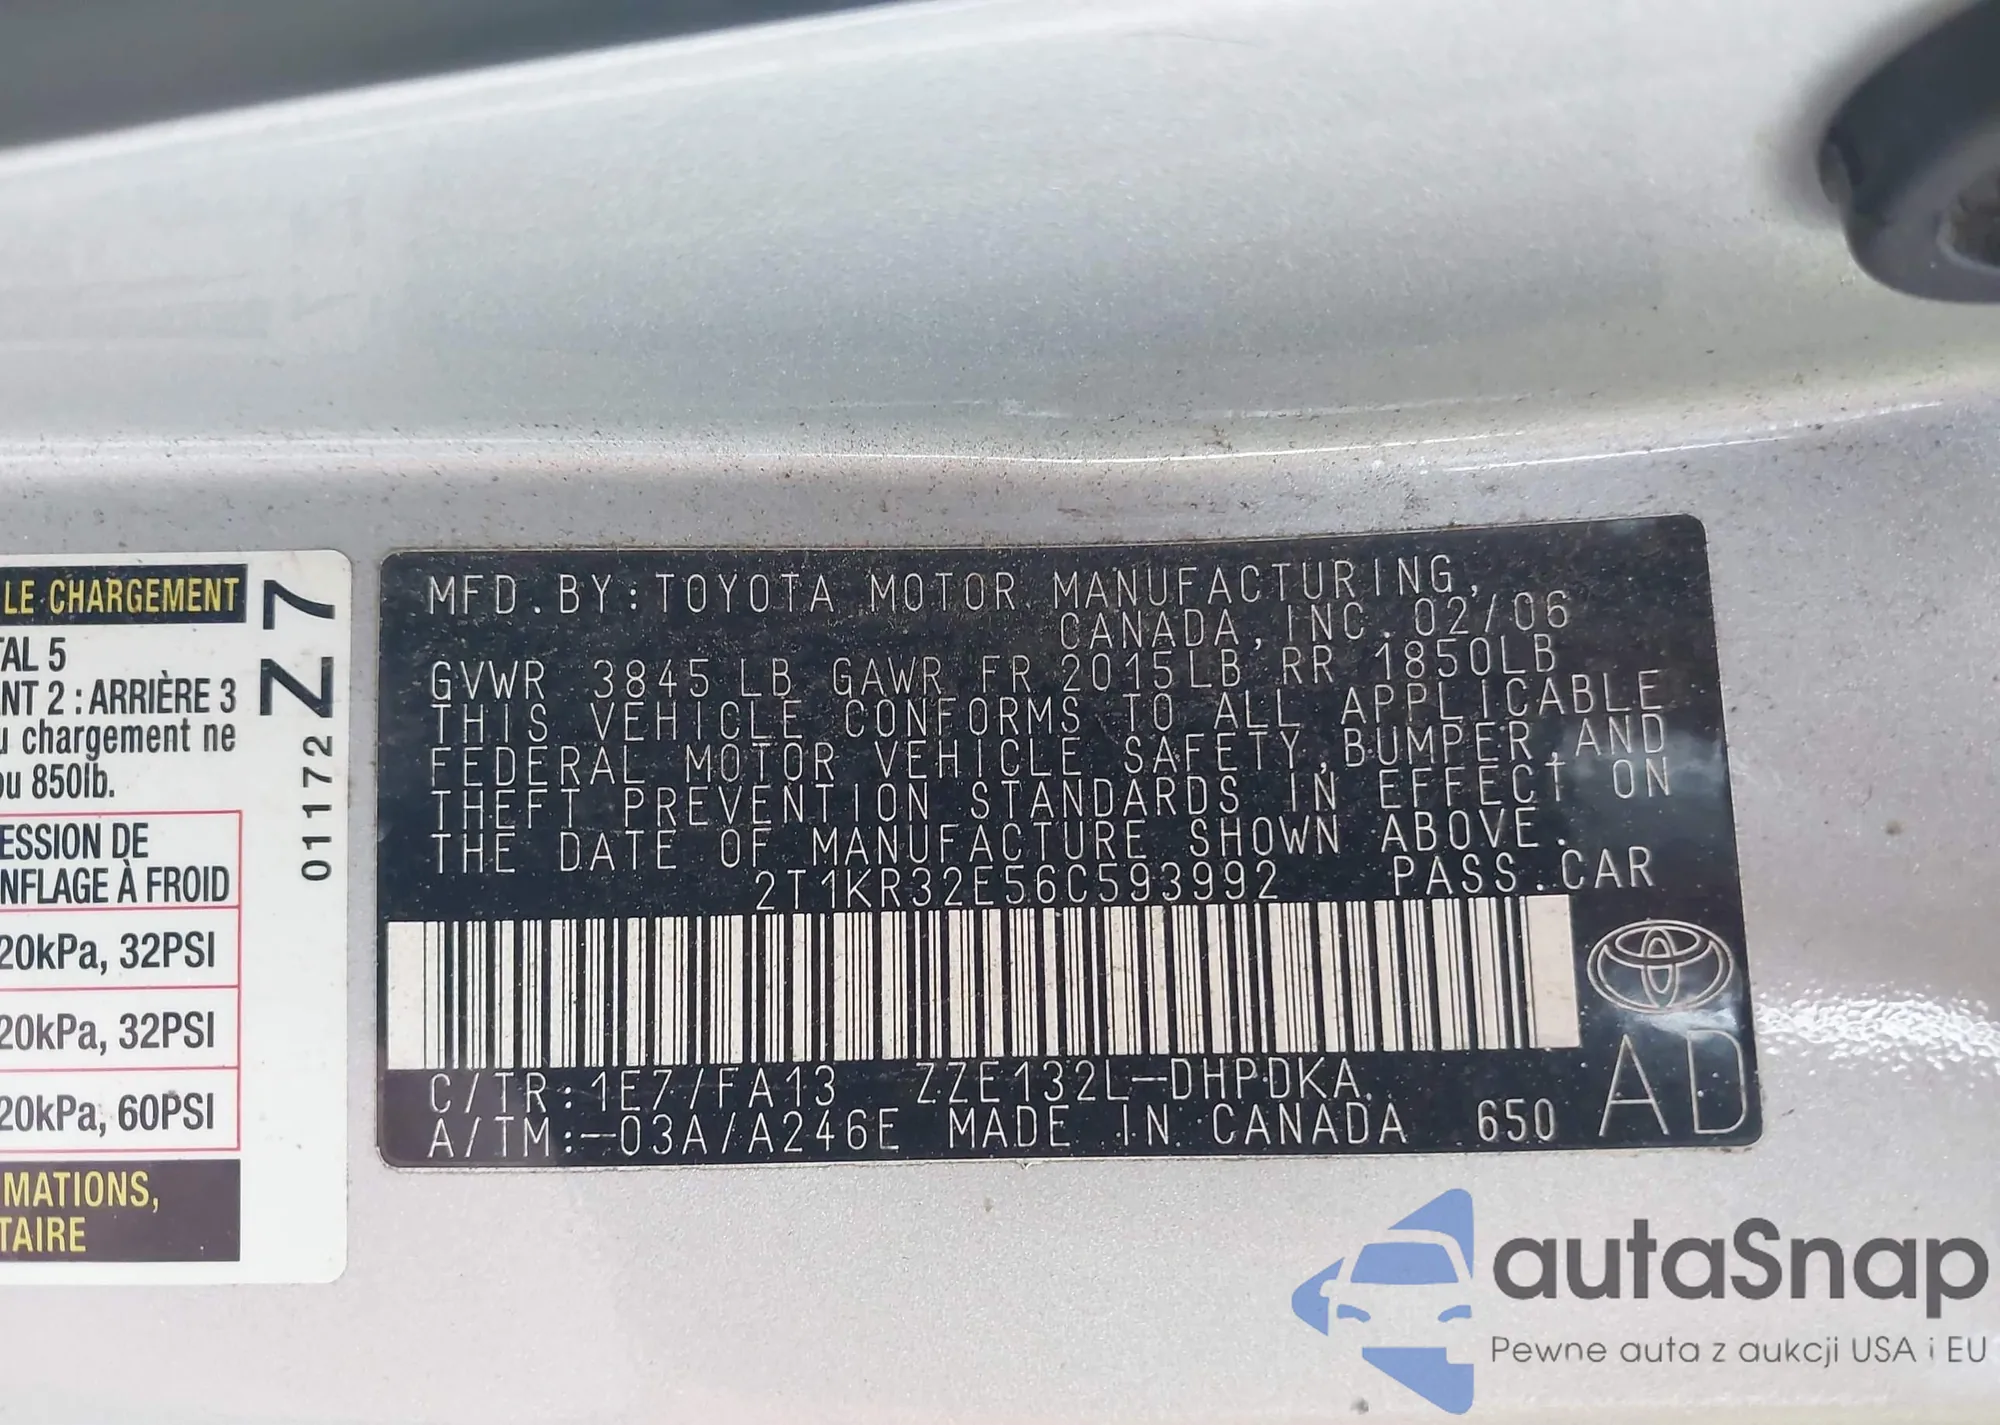 LE CHARGEMENT
TAL 5
ANT 2 : ARRIÈRE 3
u chargement ne
ou 850lb.
ESSION DE
NFLAGE À FROID
20kPa, 32PSI
20kPa, 32PSI
20kPa, 60PSI
MATIONS,
TAIRE
01172 Z7
MFD.BY:TOYOTA MOTOR MANUFACTURING,
CANADA, INC. 02/06
GVWR 3845LB GAWR FR 2015LB RR 1850LB
THIS VEHICLE CONFORMS TO ALL APPLICABLE
FEDERAL MOTOR VEHICLE SAFETY, BUMPER, AND
THEFT PREVENTION STANDARDS IN EFFECT ON
THE DATE OF MANUFACTURE SHOWN ABOVE.
2T1KR32E56C593992 PASS.CAR
C/TR:1E7/FA13 ZZE132L-DHPDKA
A/TM:-03A/A246E MADE IN CANADA 650
AD
autaSnap
Pewne auta z aukcji USA i EU